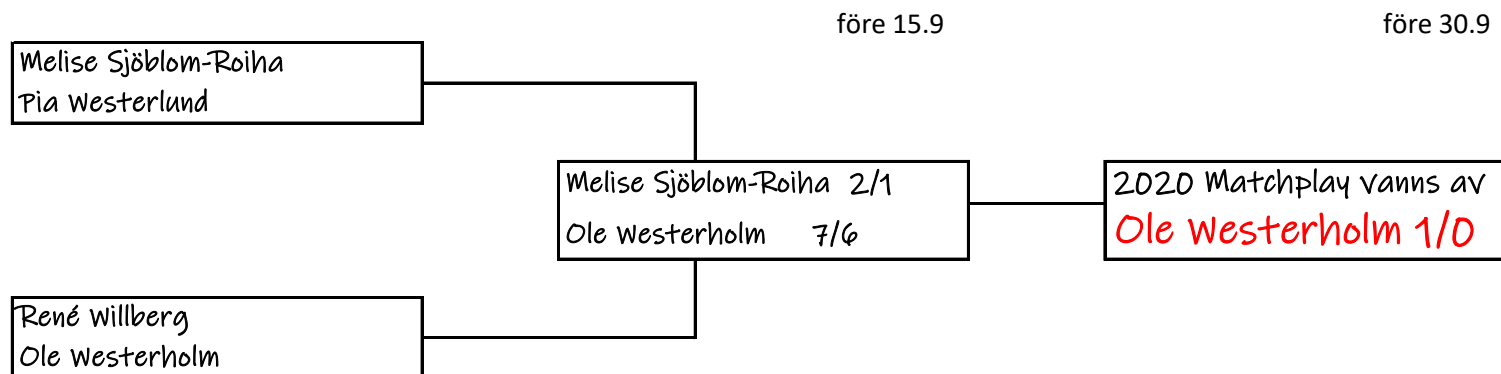 före 15.9
före 30.9
Melise Sjöblom-Roiha
Pia Westerlund
Melise Sjöblom-Roiha 2/1
Ole Westerholm 7/6
2020 Matchplay vanns av
Ole Westerholm 1/0
René Willberg
Ole Westerholm